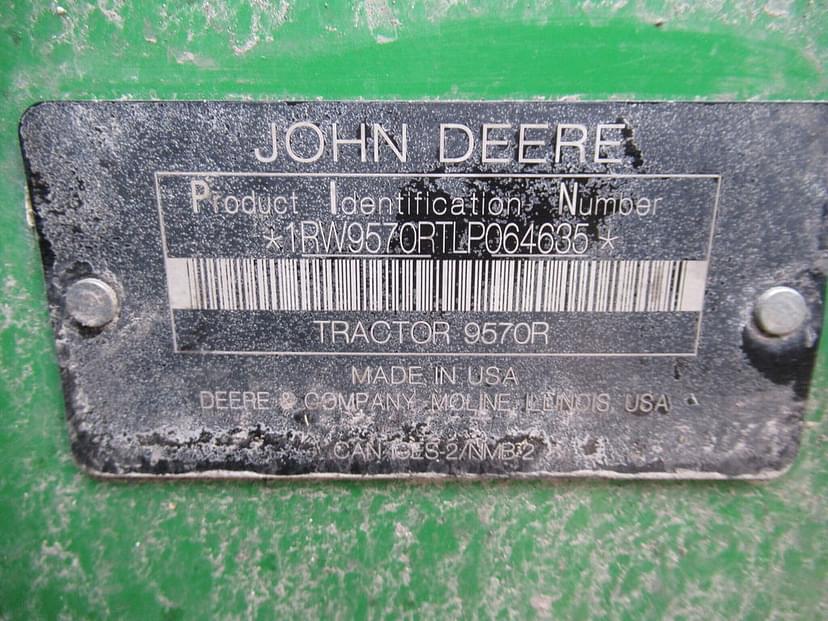 JOHN DEERE
Product Identification Number
*1RW9570RTLP064635*
TRACTOR 9570R
MADE IN USA
DEERE & COMPANY MOLINE, ILLINOIS, USA
CAN ICES-2/NMB-2